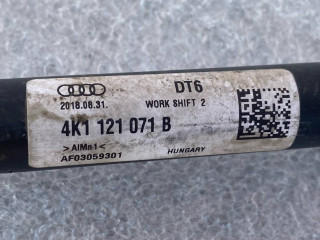 DT6
2018.08.31. WORK SHIFT 2
4K1 121 071 B
>AlMn1<
AF03059301 HUNGARY